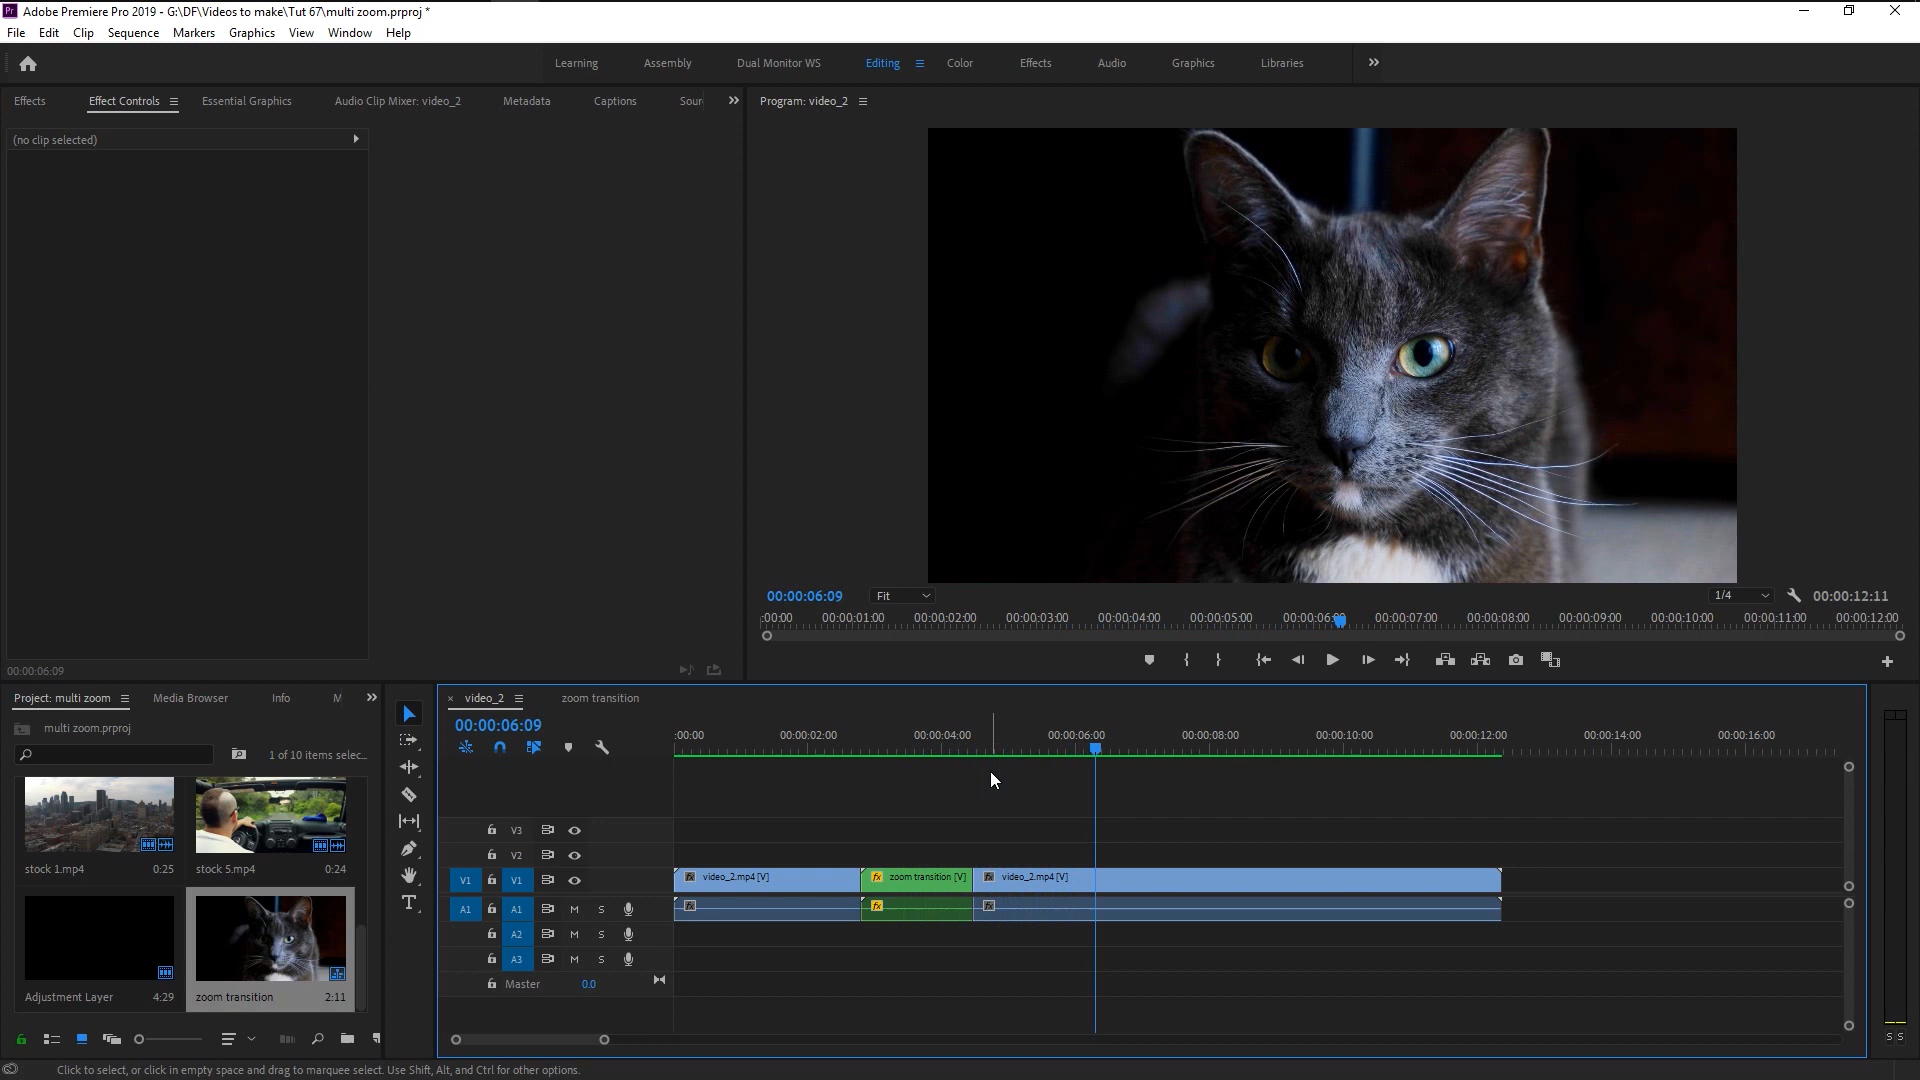 Pr Adobe Premiere Pro 2019 - G:\DF\Videos to make\Tut 67\multi zoom.prproj *
File Edit Clip Sequence Markers Graphics View Window Help
Learning Assembly Dual Monitor WS Editing Color Effects Audio Graphics Libraries
Effects Effect Controls Essential Graphics Audio Clip Mixer: video_2 Metadata Captions Sour
Program: video_2
(no clip selected)
00:00:06:09 Fit 1/4 00:00:12:11
:00:00 00:00:01:00 00:00:02:00 00:00:03:00 00:00:04:00 00:00:05:00 00:00:06:00 00:00:07:00 00:00:08:00 00:00:09:00 00:00:10:00 00:00:11:00 00:00:12:00
00:00:06:09
Project: multi zoom Media Browser Info M
multi zoom.prproj
1 of 10 items selec...
stock 1.mp4 0:25
stock 5.mp4 0:24
Adjustment Layer 4:29
zoom transition 2:11
× video_2 zoom transition
00:00:06:09
:00:00 00:00:02:00 00:00:04:00 00:00:06:00 00:00:08:00 00:00:10:00 00:00:12:00 00:00:14:00 00:00:16:00
V3
V2
V1 V1 fx video_2.mp4 [V] fx zoom transition [V] fx video_2.mp4 [V]
A1 A1 M S fx fx fx
A2 M S
A3 M S
Master 0.0
S S
Click to select, or click in empty space and drag to marquee select. Use Shift, Alt, and Ctrl for other options.